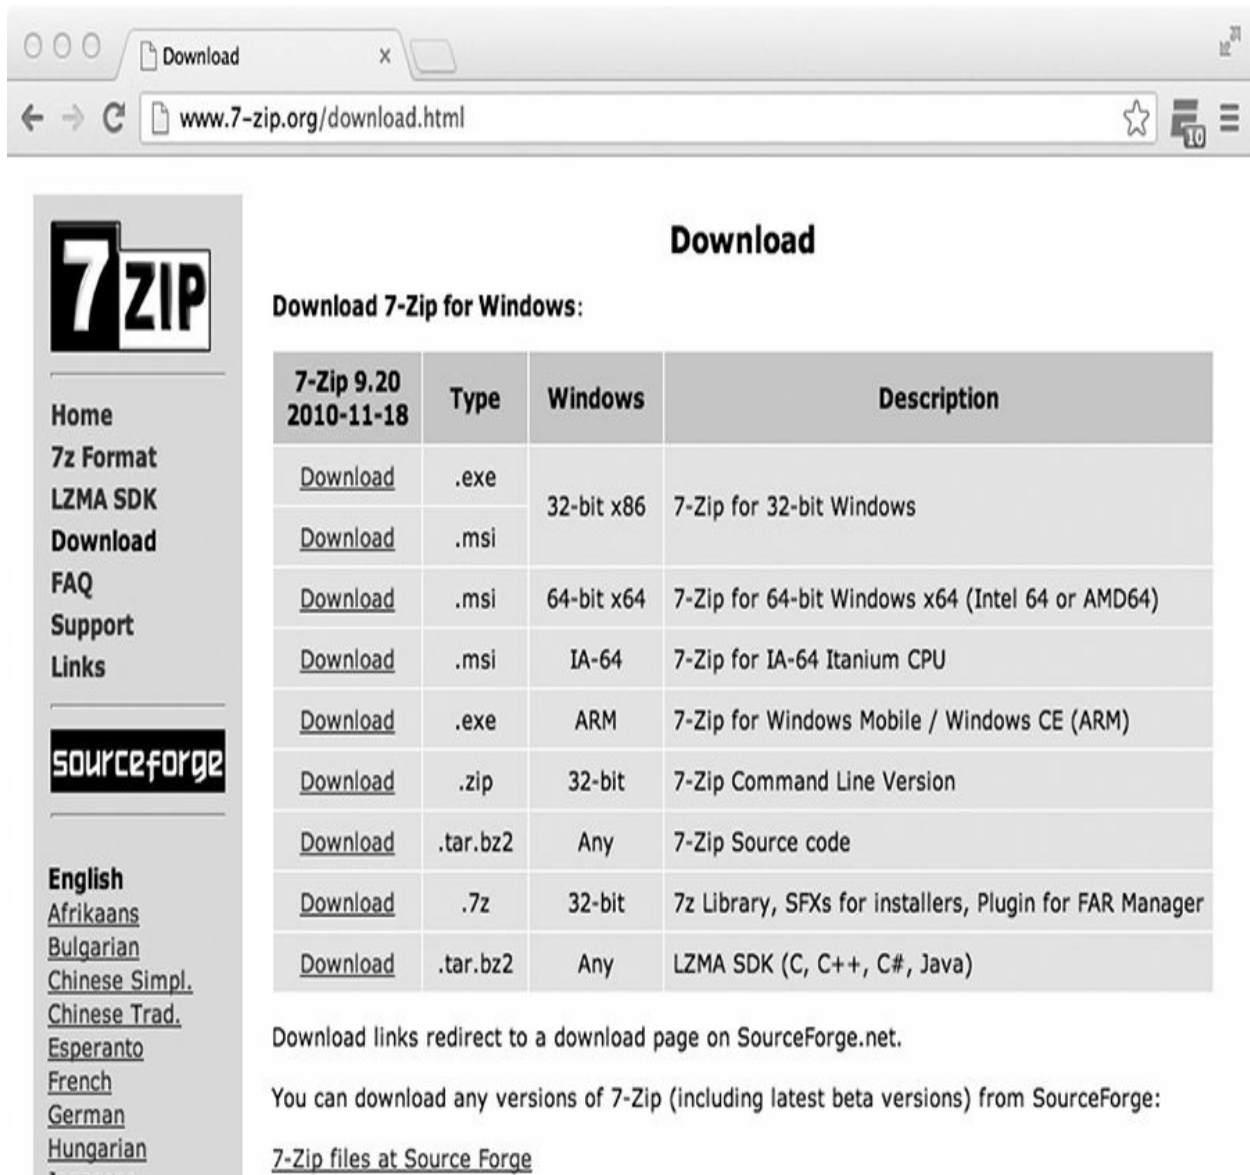 Download
www.7-zip.org/download.html
10
7 ZIP
Home
7z Format
LZMA SDK
Download
FAQ
Support
Links
sourceforge
English
Afrikaans
Bulgarian
Chinese Simpl.
Chinese Trad.
Esperanto
French
German
Hungarian
Download
Download 7-Zip for Windows:
7-Zip 9.20 2010-11-18 Type Windows Description
Download .exe 32-bit x86 7-Zip for 32-bit Windows
Download .msi
Download .msi 64-bit x64 7-Zip for 64-bit Windows x64 (Intel 64 or AMD64)
Download .msi IA-64 7-Zip for IA-64 Itanium CPU
Download .exe ARM 7-Zip for Windows Mobile / Windows CE (ARM)
Download .zip 32-bit 7-Zip Command Line Version
Download .tar.bz2 Any 7-Zip Source code
Download .7z 32-bit 7z Library, SFXs for installers, Plugin for FAR Manager
Download .tar.bz2 Any LZMA SDK (C, C++, C#, Java)
Download links redirect to a download page on SourceForge.net.
You can download any versions of 7-Zip (including latest beta versions) from SourceForge:
7-Zip files at Source Forge